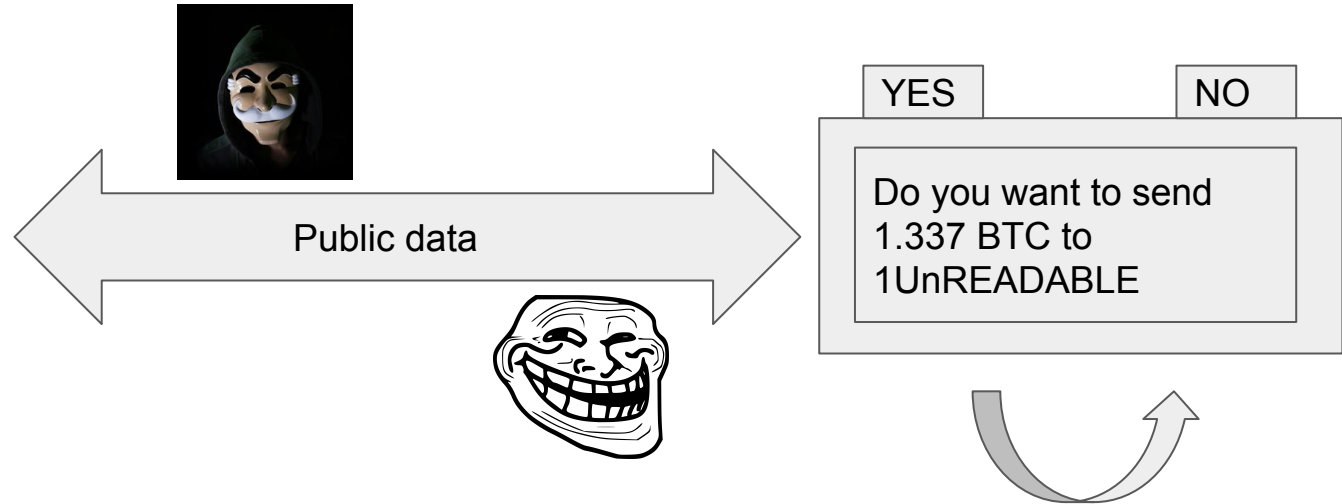 YES
NO
Public data
Do you want to send
1.337 BTC to
1UnREADABLE